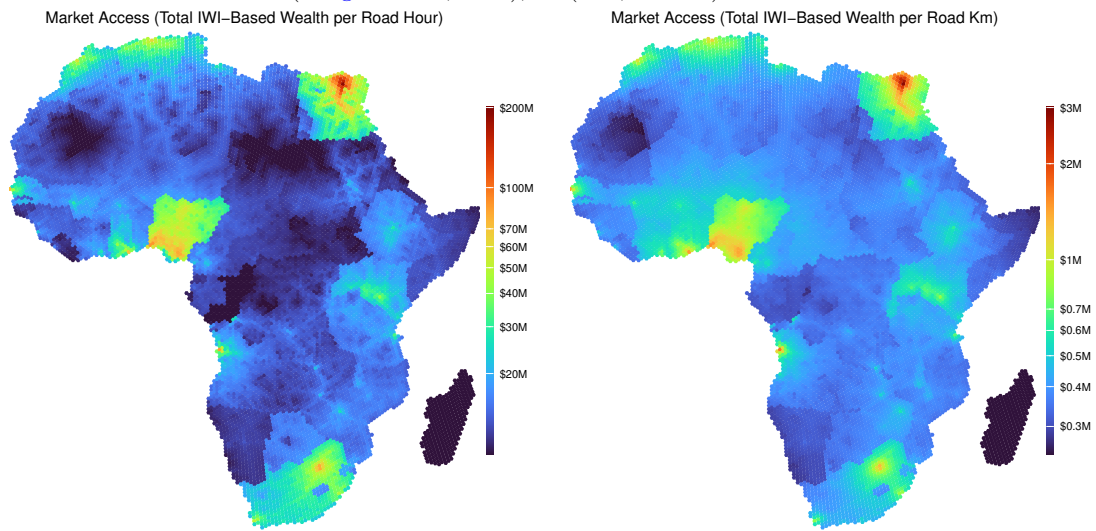 Market Access (Total IWI−Based Wealth per Road Hour)
Market Access (Total IWI−Based Wealth per Road Km)
$200M
$100M
$70M
$60M
$50M
$40M
$30M
$20M
$3M
$2M
$1M
$0.7M
$0.6M
$0.5M
$0.4M
$0.3M